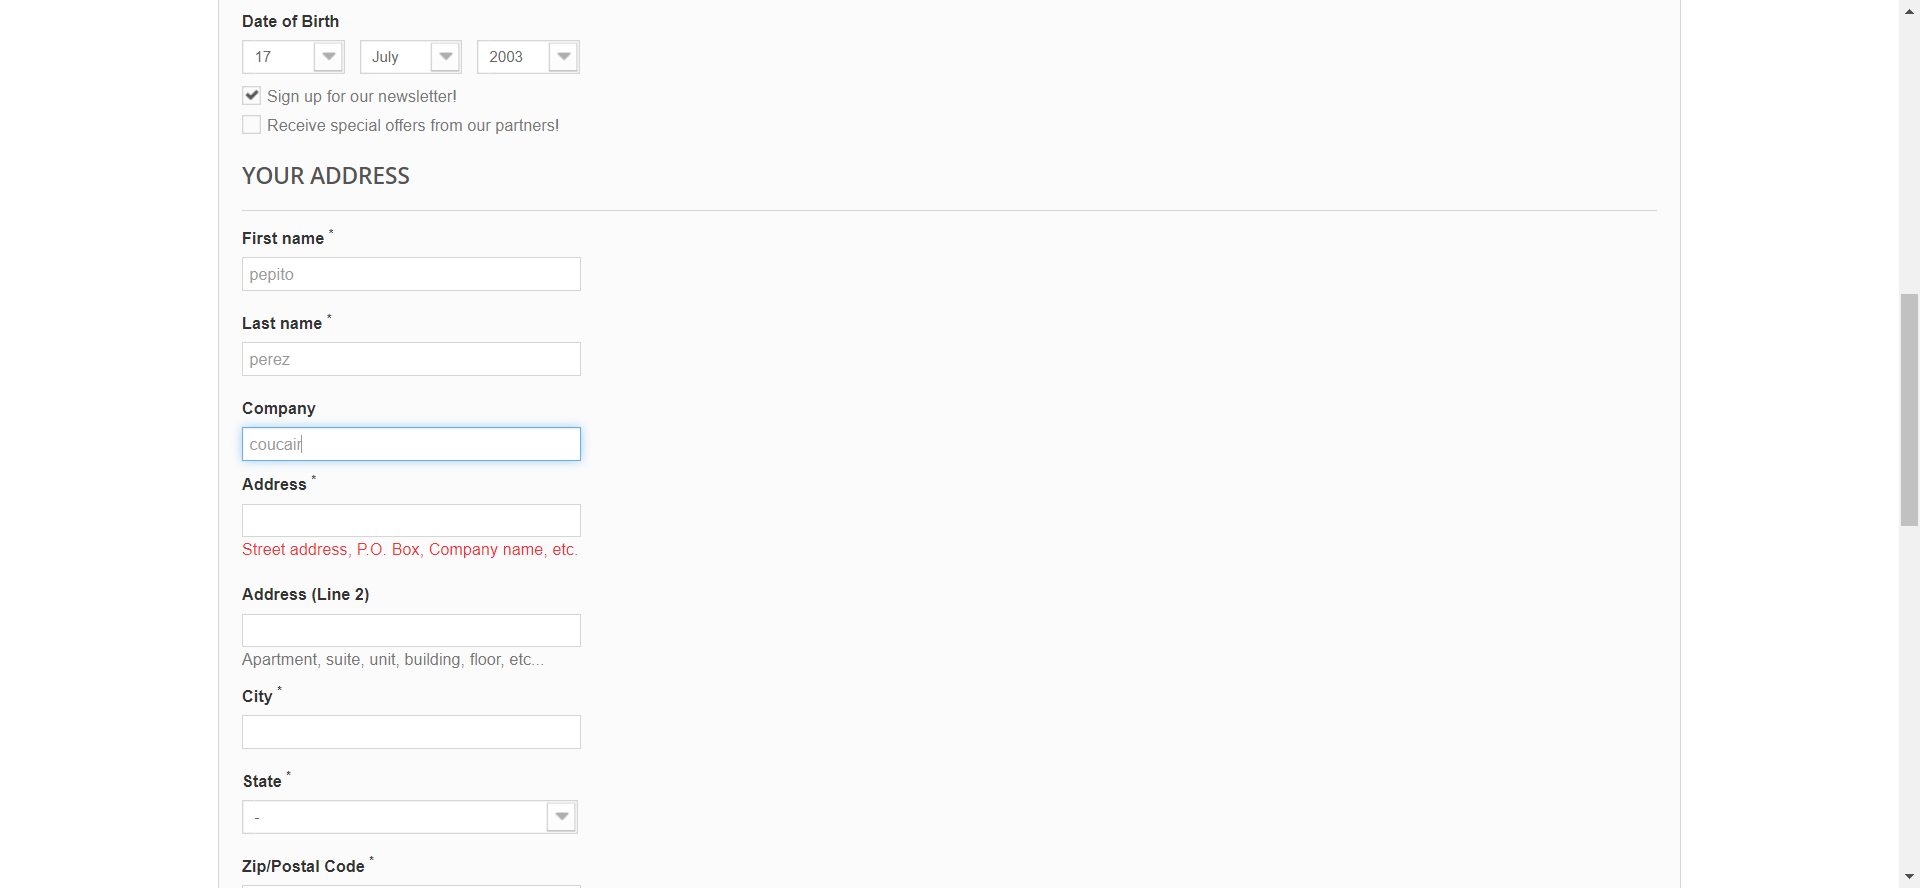 Date of Birth
17 July 2003
Sign up for our newsletter!
Receive special offers from our partners!
YOUR ADDRESS
First name *
pepito
Last name *
perez
Company
coucair
Address *
Street address, P.O. Box, Company name, etc.
Address (Line 2)
Apartment, suite, unit, building, floor, etc...
City *
State *
-
Zip/Postal Code *